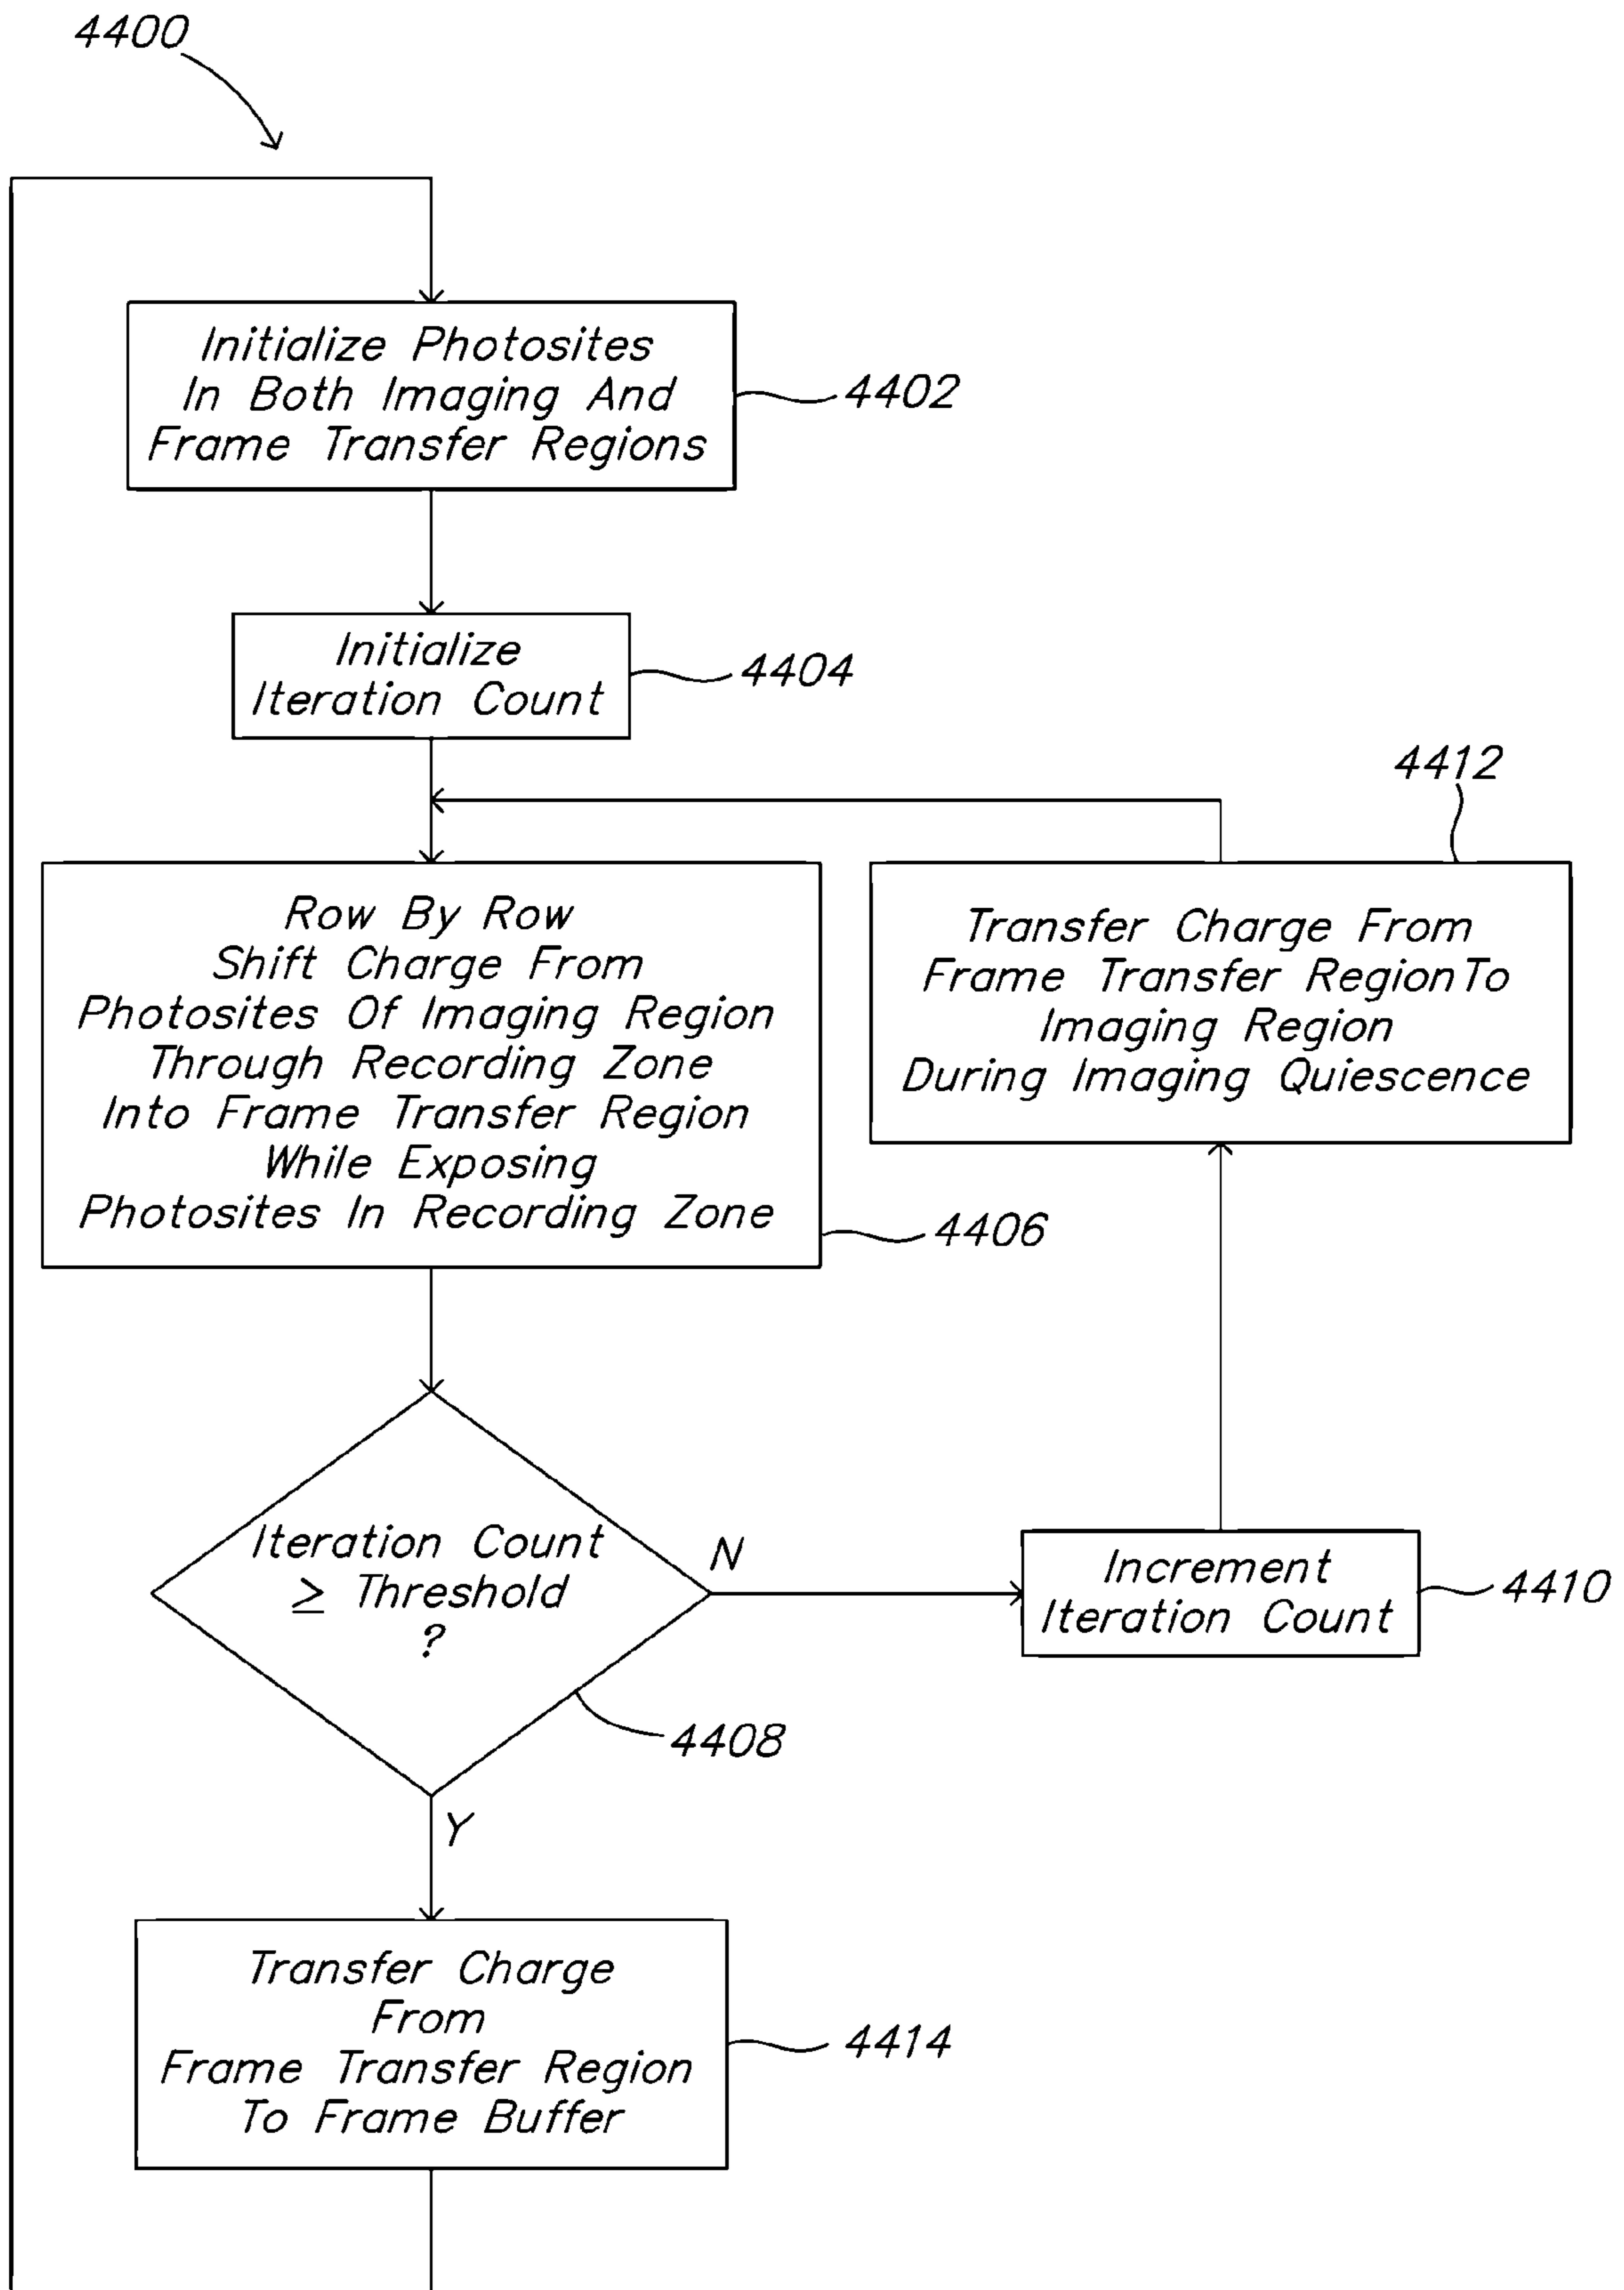 4400
Initialize Photosites
In Both Imaging And
Frame Transfer Regions
4402
Initialize
Iteration Count
4404
4412
Row By Row
Shift Charge From
Photosites Of Imaging Region
Through Recording Zone
Into Frame Transfer Region
While Exposing
Photosites In Recording Zone
4406
Transfer Charge From
Frame Transfer RegionTo
Imaging Region
During Imaging Quiescence
Iteration Count
≥ Threshold
?
N
4408
Y
Increment
Iteration Count
4410
Transfer Charge
From
Frame Transfer Region
To Frame Buffer
4414